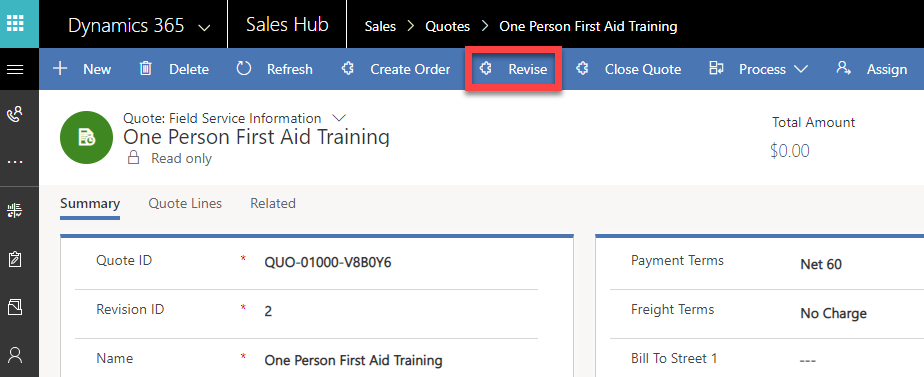 Dynamics 365 Sales Hub Sales > Quotes > One Person First Aid Training
New Delete Refresh Create Order Revise Close Quote Process Assign
Quote: Field Service Information
Total Amount
One Person First Aid Training
$0.00
Read only
Summary Quote Lines Related
Quote ID * QUO-01000-V8B0Y6
Payment Terms Net 60
Revision ID * 2
Freight Terms No Charge
Name * One Person First Aid Training
Bill To Street 1 ---